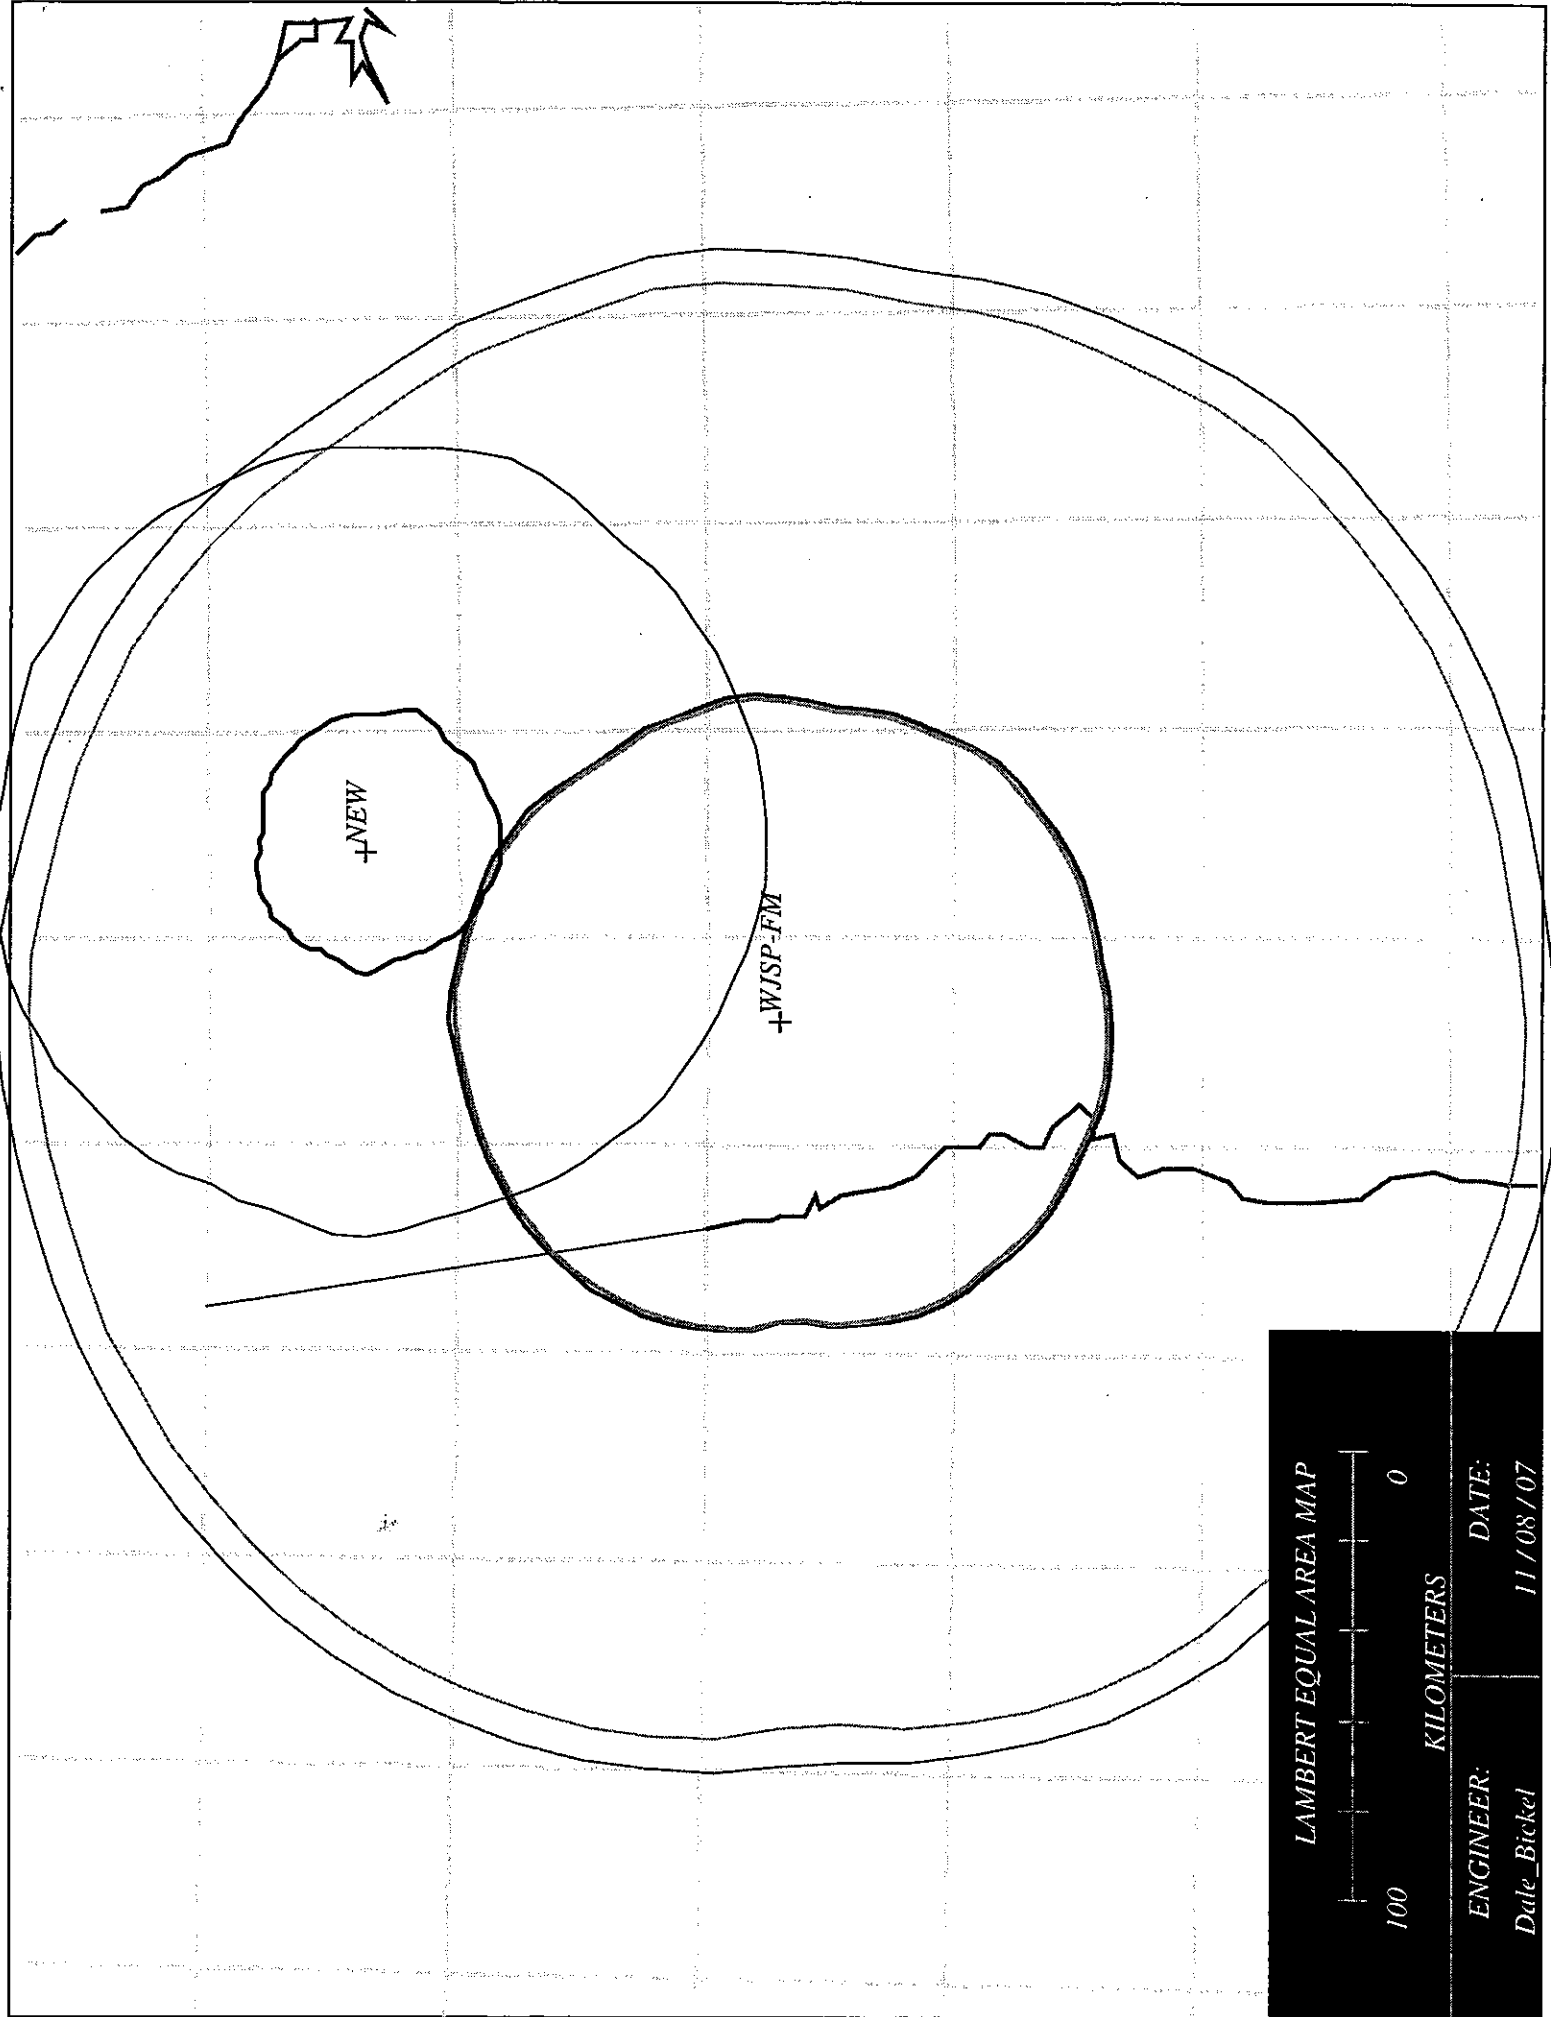 NEW
WJSP-FM
LAMBERT EQUAL AREA MAP
100 0
KILOMETERS
ENGINEER: DATE:
Dale_Bickel 11 / 08 / 07